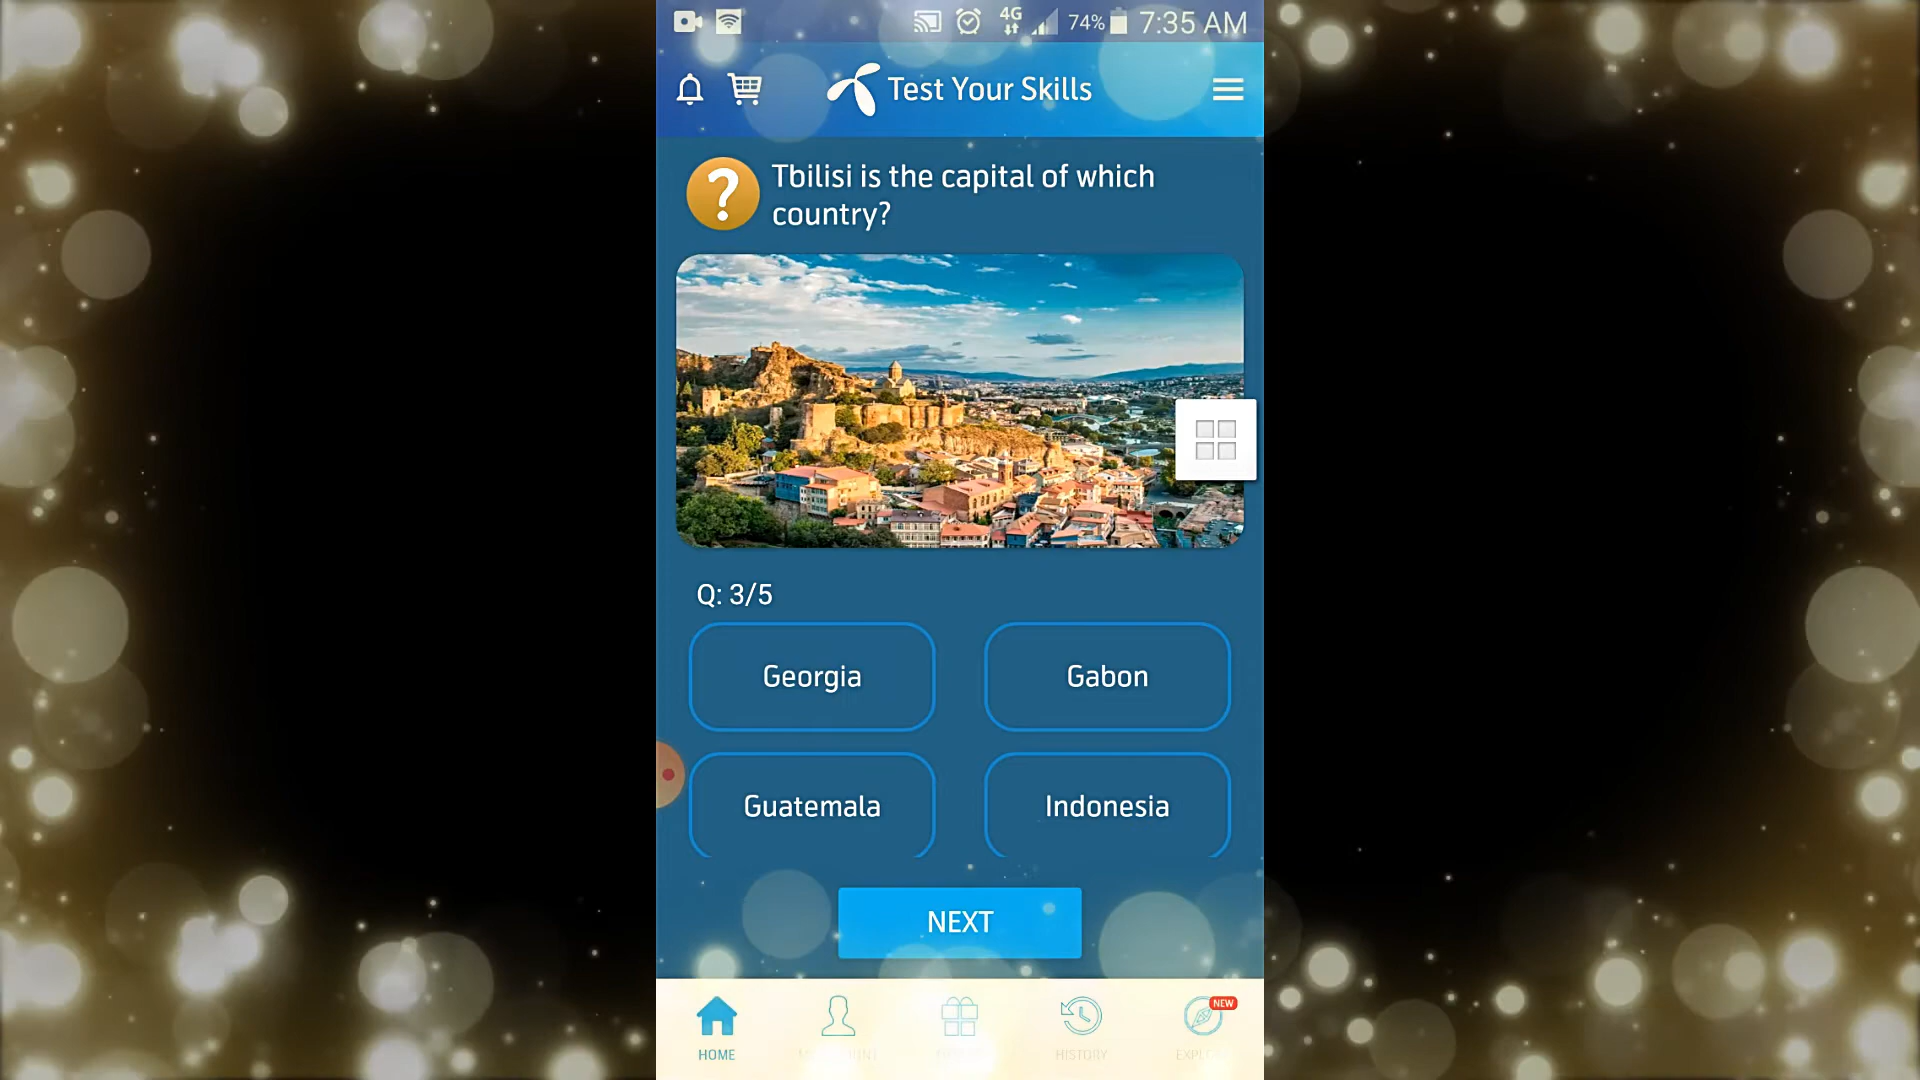 4G
74%
7:35 AM
Test Your Skills
?
Tbilisi is the capital of which
country?
Q: 3/5
Georgia
Gabon
Guatemala
Indonesia
NEXT
NEW
HOME
HISTORY